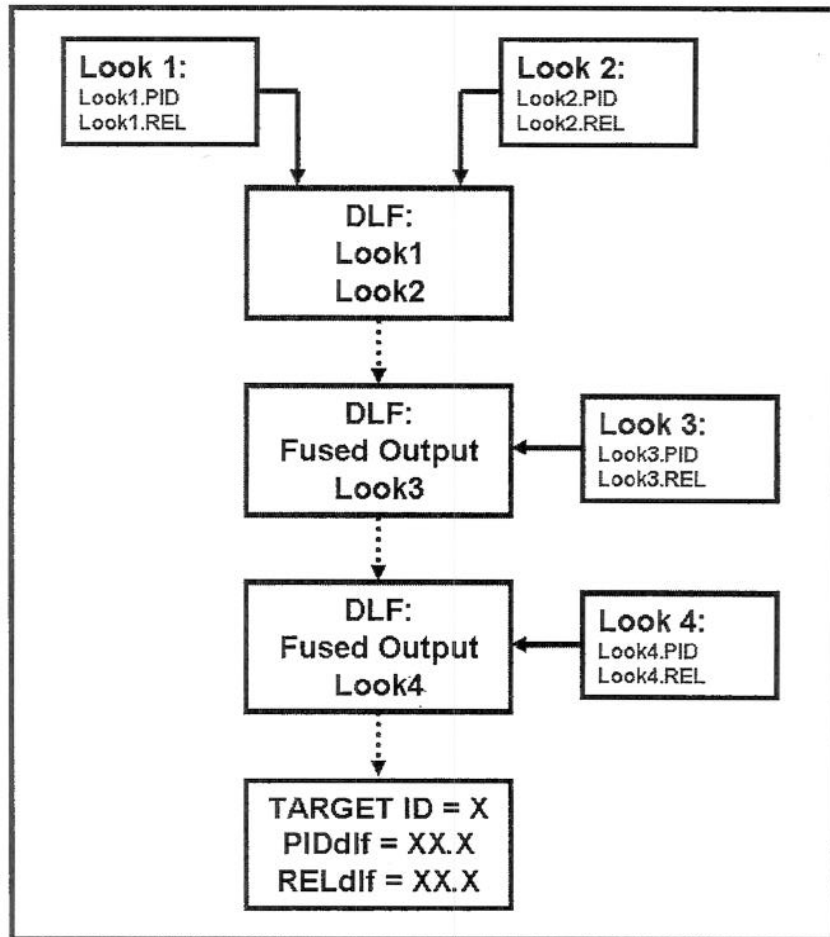 Look 1:
Look1.PID
Look1.REL
Look 2:
Look2.PID
Look2.REL
DLF:
Look1
Look2
DLF:
Fused Output
Look3
Look 3:
Look3.PID
Look3.REL
DLF:
Fused Output
Look4
Look 4:
Look4.PID
Look4.REL
TARGET ID = X
PIDdlf = XX.X
RELdlf = XX.X